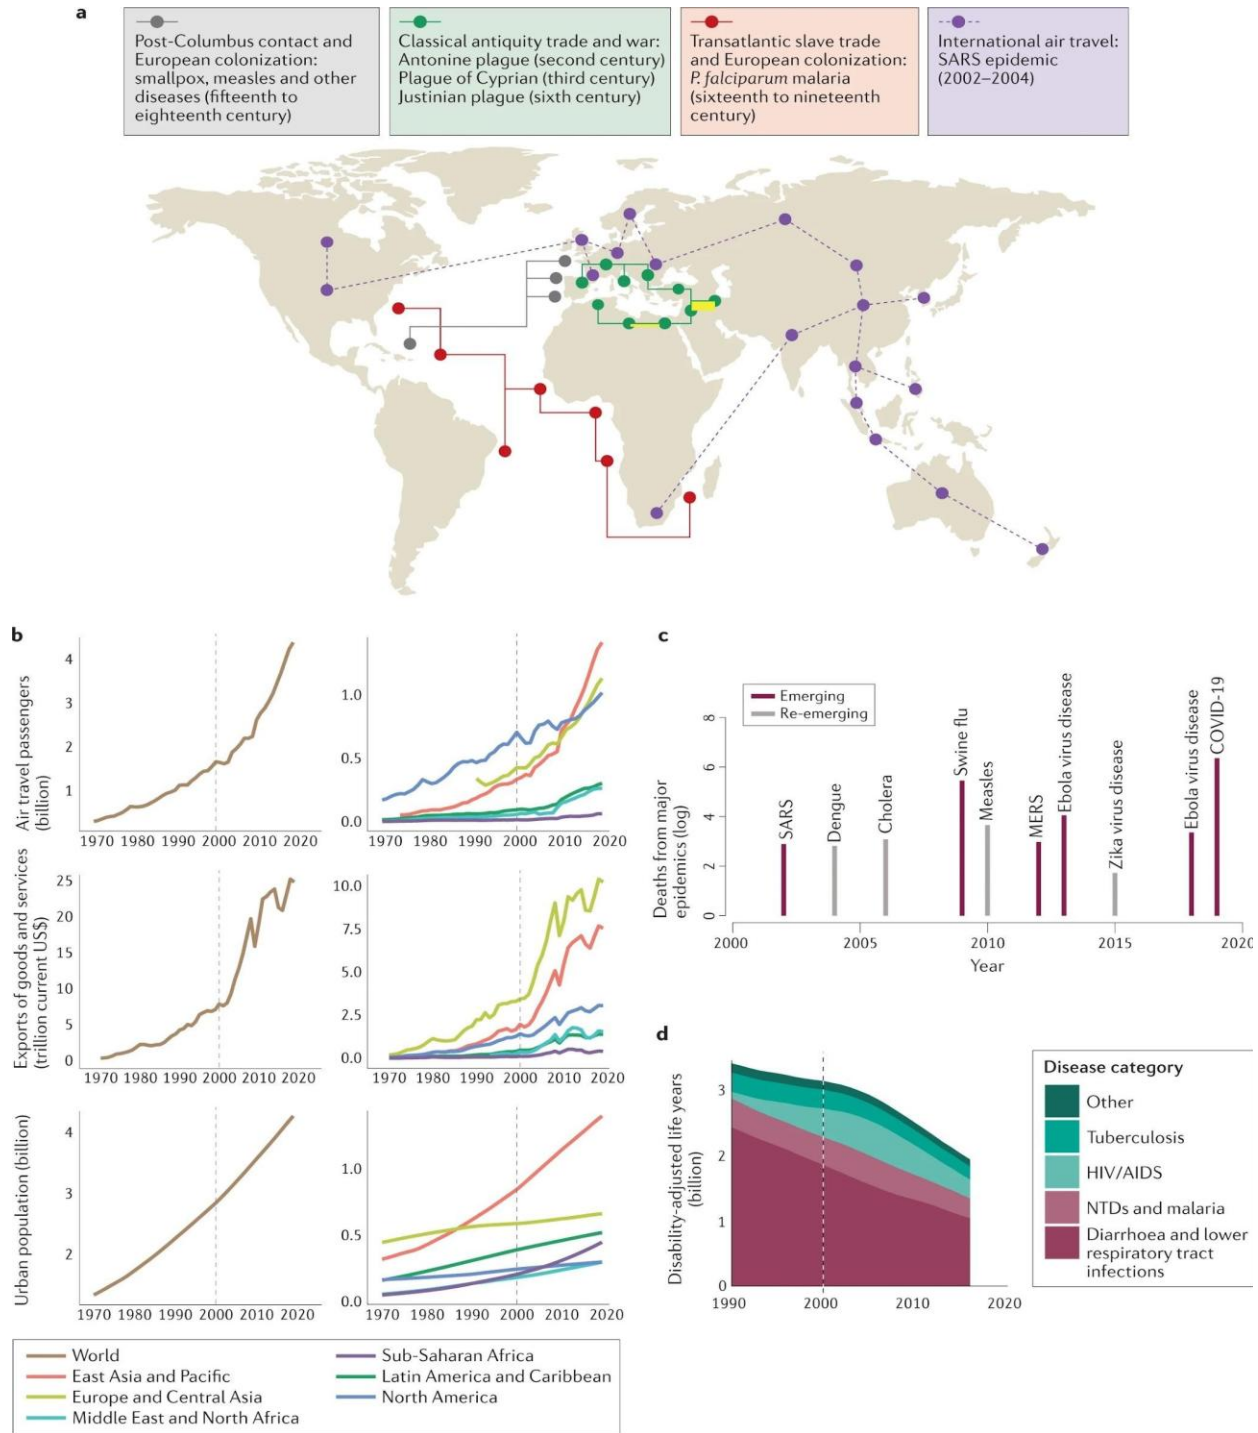 a
Post-Columbus contact and
European colonization:
smallpox, measles and other
diseases (fifteenth to
eighteenth century)
Classical antiquity trade and war:
Antonine plague (second century)
Plague of Cyprian (third century)
Justinian plague (sixth century)
Transatlantic slave trade
and European colonization:
P. falciparum malaria
(sixteenth to nineteenth
century)
International air travel:
SARS epidemic
(2002–2004)
b
Air travel passengers
(billion)
4
3
2
1
1970 1980 1990 2000 2010 2020
1.0
0.5
0.0
1970 1980 1990 2000 2010 2020
Exports of goods and services
(trillion current US$)
25
20
15
10
5
0
1970 1980 1990 2000 2010 2020
10.0
7.5
5.0
2.5
0.0
1970 1980 1990 2000 2010 2020
Urban population (billion)
4
3
2
1970 1980 1990 2000 2010 2020
1.0
0.5
0.0
1970 1980 1990 2000 2010 2020
World
East Asia and Pacific
Europe and Central Asia
Middle East and North Africa
Sub-Saharan Africa
Latin America and Caribbean
North America
c
Emerging
Re-emerging
Deaths from major
epidemics (log)
8
6
4
2
0
SARS
Dengue
Cholera
Swine flu
Measles
MERS
Ebola virus disease
Zika virus disease
Ebola virus disease
COVID-19
2000 2005 2010 2015 2020
Year
d
Disability-adjusted life years
(billion)
3
2
1
0
1990 2000 2010 2020
Disease category
Other
Tuberculosis
HIV/AIDS
NTDs and malaria
Diarrhoea and lower
respiratory tract
infections